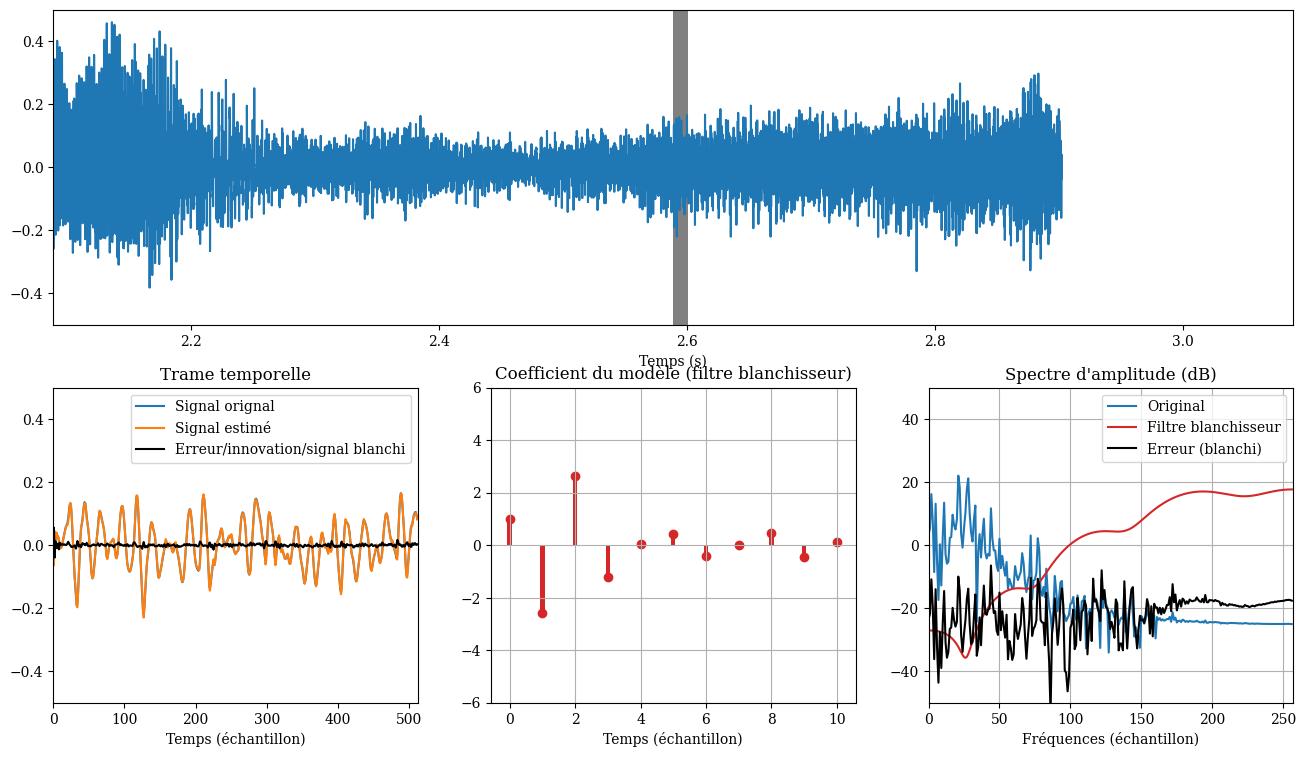 0.4
0.2
0.0
−0.2
−0.4
2.2 2.4 2.6 2.8 3.0
Temps (s)
Trame temporelle
0.4
0.2
0.0
−0.2
−0.4
Signal orignal
Signal estimé
Erreur/innovation/signal blanchi
0 100 200 300 400 500
Temps (échantillon)
Coefficient du modèle (filtre blanchisseur)
6
4
2
0
−2
−4
−6
0 2 4 6 8 10
Temps (échantillon)
Spectre d'amplitude (dB)
40
20
0
−20
−40
Original
Filtre blanchisseur
Erreur (blanchi)
0 50 100 150 200 250
Fréquences (échantillon)